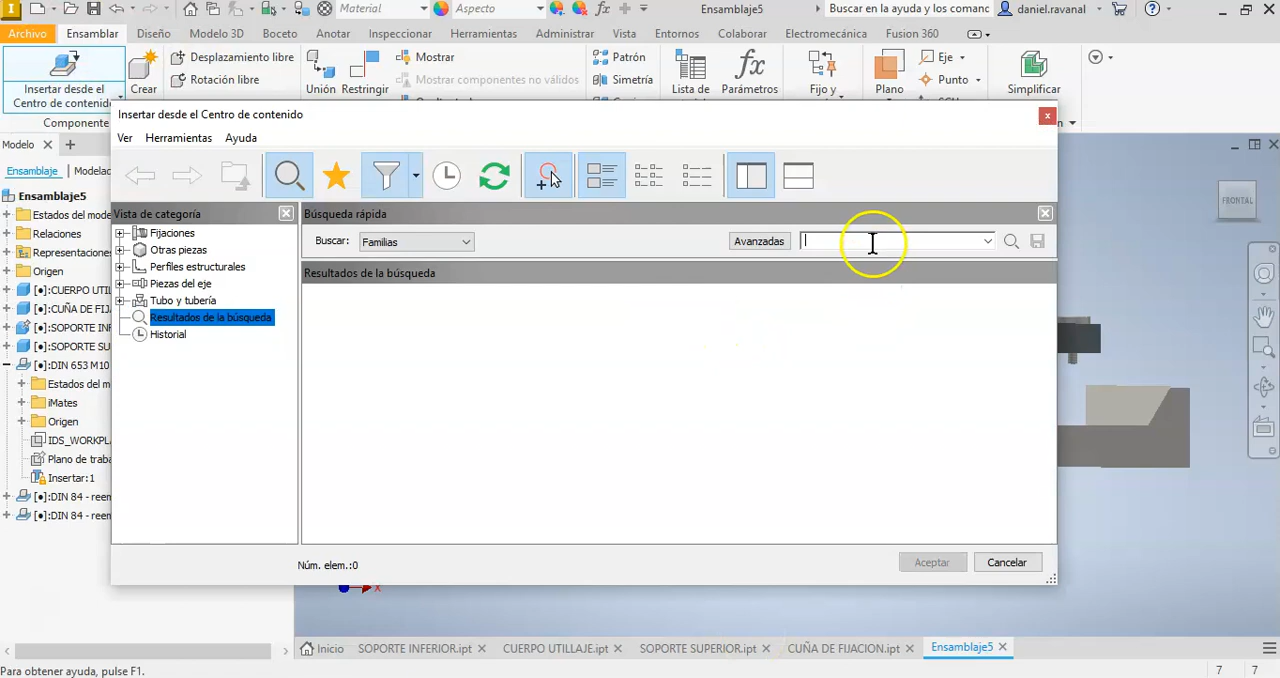 Material
Aspecto
Ensamblaje5
Buscar en la ayuda y los comanc
daniel.ravanal
Archivo Ensamblar Diseño Modelo 3D Boceto Anotar Inspeccionar Herramientas Administrar Vista Entornos Colaborar Electromecánica Fusion 360
Insertar desde el
Centro de contenido
Crear
Desplazamiento libre
Rotación libre
Unión Restringir
Mostrar
Mostrar componentes no válidos
Patrón
Simetría
Lista de
Parámetros
Fijo y
Plano
Eje
Punto
Simplificar
Componente
Modelo
Ensamblaje Modelac
Ensamblaje5
Estados del mode
Relaciones
Representaciones
Origen
[•]:CUERPO UTIL
[•]:CUÑA DE FIJA
[•]:SOPORTE INF
[•]:SOPORTE SU
[•]:DIN 653 M10
Estados del m
iMates
Origen
IDS_WORKPL
Plano de traba
Insertar:1
[•]:DIN 84 - reem
[•]:DIN 84 - reem
Insertar desde el Centro de contenido
x
Ver Herramientas Ayuda
Vista de categoría
Fijaciones
Otras piezas
Perfiles estructurales
Piezas del eje
Tubo y tubería
Resultados de la búsqueda
Historial
Búsqueda rápida
Buscar: Familias
Avanzadas
Resultados de la búsqueda
Núm. elem.:0
Aceptar
Cancelar
FRONTAL
X
Inicio SOPORTE INFERIOR.ipt CUERPO UTILLAJE.ipt SOPORTE SUPERIOR.ipt CUÑA DE FIJACION.ipt Ensamblaje5
Para obtener ayuda, pulse F1.
7 7